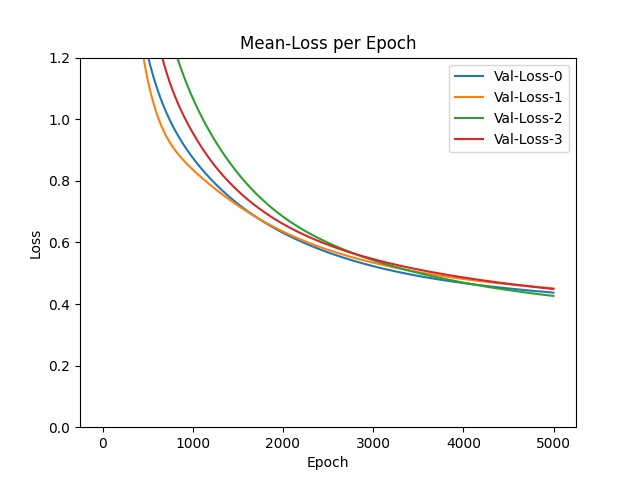 Mean-Loss per Epoch
Loss
1.2
1.0
0.8
0.6
0.4
0.2
0.0
Val-Loss-0
Val-Loss-1
Val-Loss-2
Val-Loss-3
0 1000 2000 3000 4000 5000
Epoch